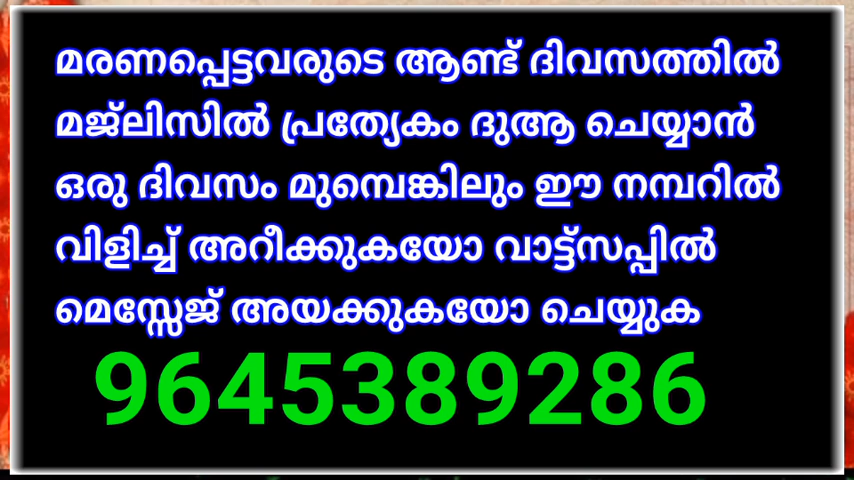 മരണപ്പെട്ടവരുടെ ആണ്ട് ദിവസത്തിൽ
മജ്ലിസിൽ പ്രത്യേകം ദുആ ചെയ്യാൻ
ഒരു ദിവസം മുമ്പെങ്കിലും ഈ നമ്പറിൽ
വിളിച്ച് അറീക്കുകയോ വാട്ട്സപ്പിൽ
മെസ്സേജ് അയക്കുകയോ ചെയ്യുക
9645389286